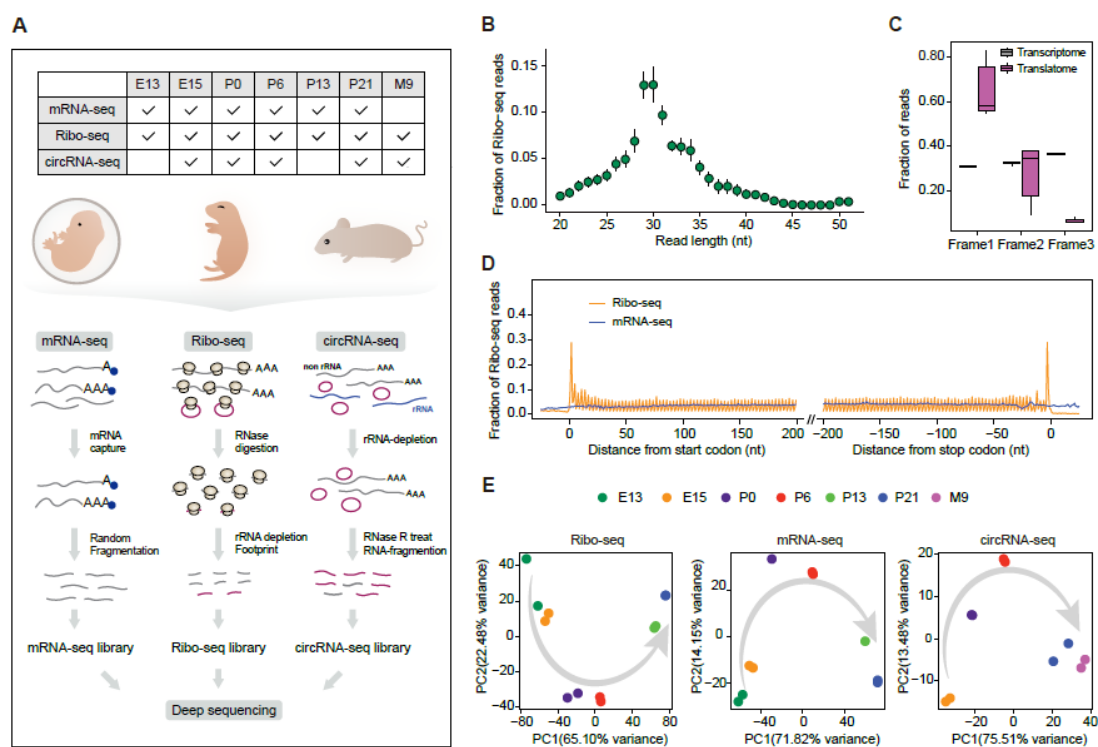 A
E13 E15 P0 P6 P13 P21 M9
mRNA-seq ✓ ✓ ✓ ✓ ✓ ✓
Ribo-seq ✓ ✓ ✓ ✓ ✓ ✓ ✓
circRNA-seq ✓ ✓ ✓ ✓ ✓
mRNA-seq Ribo-seq circRNA-seq
A
AAA
AAA
AAA
non rRNA
AAA
AAA
rRNA
mRNA
capture
RNase
digestion
rRNA-depletion
A
AAA
AAA
Random
Fragmentation
rRNA depletion
Footprint
RNase R treat
RNA-fragmention
mRNA-seq library Ribo-seq library circRNA-seq library
Deep sequencing
B
Fraction of Ribo-seq reads
0.15
0.10
0.05
0.00
20 25 30 35 40 45 50
Read length (nt)
C
Fraction of reads
0.80
0.60
0.40
0.20
Transcriptome
Translatome
Frame1 Frame2 Frame3
D
Fraction of Ribo-seq reads
0.4
0.3
0.2
0.1
0.0
Ribo-seq
mRNA-seq
0 50 100 150 200 // −200 −150 −100 −50 0
Distance from start codon (nt) Distance from stop codon (nt)
E
E13 E15 P0 P6 P13 P21 M9
Ribo-seq
PC2(22.48% variance)
40
20
0
−20
−40
−80 −40 0 40 80
PC1(65.10% variance)
mRNA-seq
PC2(14.15% variance)
20
0
−20
−60 0 40
PC1(71.82% variance)
circRNA-seq
PC2(13.48% variance)
20
10
0
−10
−30 0 40
PC1(75.51% variance)